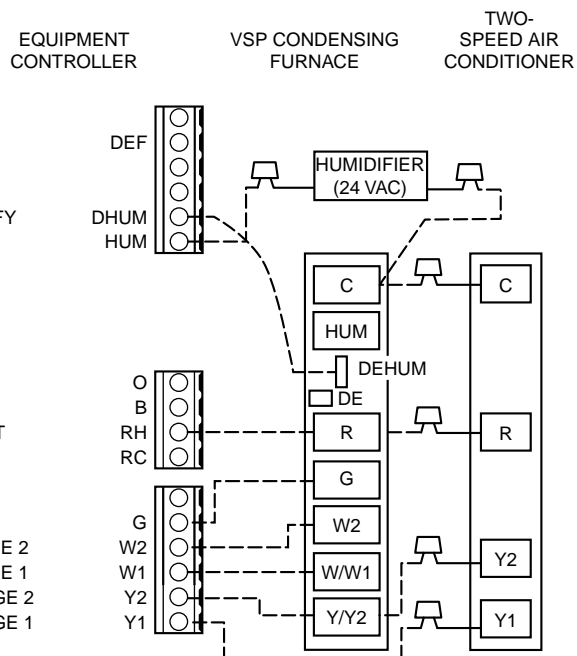 EQUIPMENT
CONTROLLER
VSP CONDENSING
FURNACE
TWO-
SPEED AIR
CONDITIONER
DEF
FY
DHUM
HUM
HUMIDIFIER
(24 VAC)
C
HUM
DEHUM
DE
R
G
W2
W/W1
Y/Y2
C
R
Y2
Y1
O
B
T
RH
RC
G
E 2
W2
E 1
W1
GE 2
Y2
GE 1
Y1